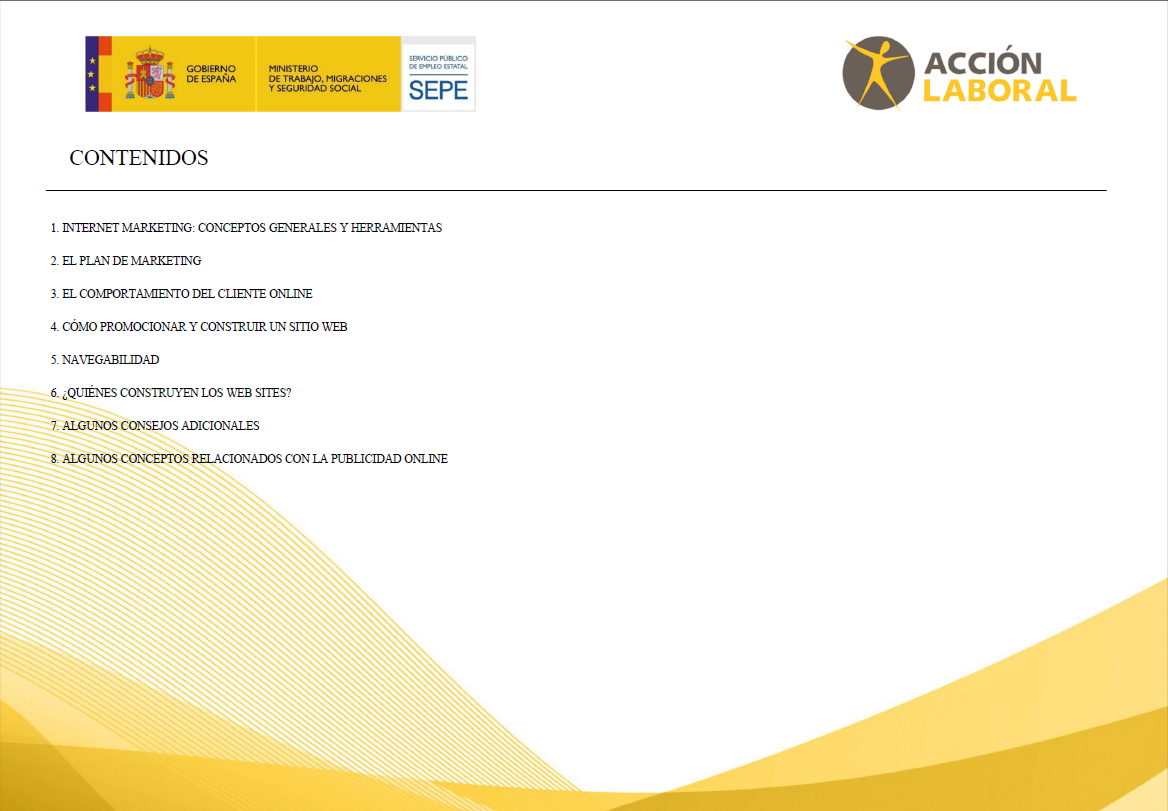 GOBIERNO
DE ESPAÑA
MINISTERIO
DE TRABAJO, MIGRACIONES
Y SEGURIDAD SOCIAL
SERVICIO PÚBLICO
DE EMPLEO ESTATAL
SEPE
ACCIÓN
LABORAL
CONTENIDOS
1. INTERNET MARKETING: CONCEPTOS GENERALES Y HERRAMIENTAS
2. EL PLAN DE MARKETING
3. EL COMPORTAMIENTO DEL CLIENTE ONLINE
4. CÓMO PROMOCIONAR Y CONSTRUIR UN SITIO WEB
5. NAVEGABILIDAD
6. ¿QUIÉNES CONSTRUYEN LOS WEB SITES?
7. ALGUNOS CONSEJOS ADICIONALES
8. ALGUNOS CONCEPTOS RELACIONADOS CON LA PUBLICIDAD ONLINE